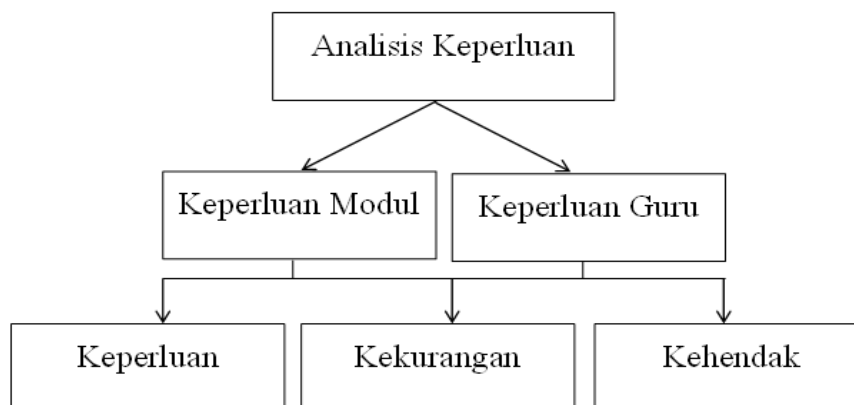 Analisis Keperluan
Keperluan Modul
Keperluan Guru
Keperluan
Kekurangan
Kehendak